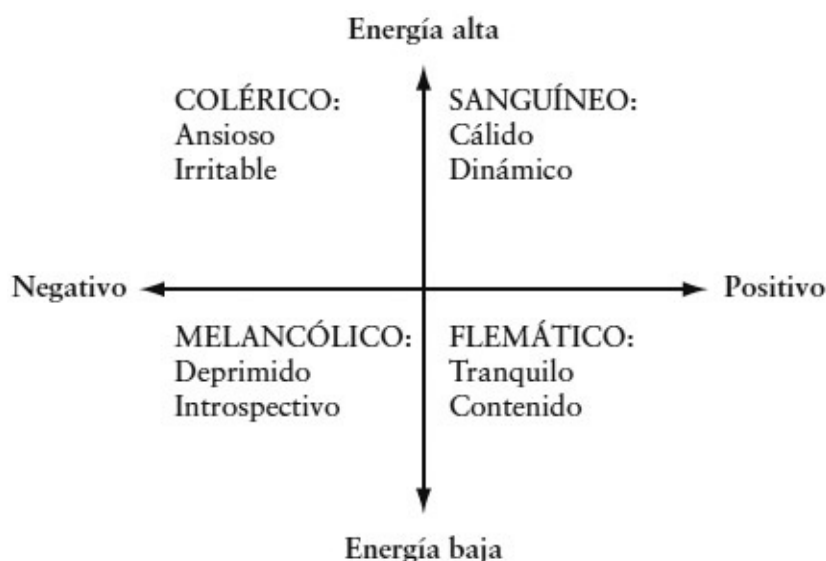 Energía alta
COLÉRICO:
Ansioso
Irritable
SANGUÍNEO:
Cálido
Dinámico
Negativo
Positivo
MELANCÓLICO:
Deprimido
Introspectivo
FLEMÁTICO:
Tranquilo
Contenido
Energía baja